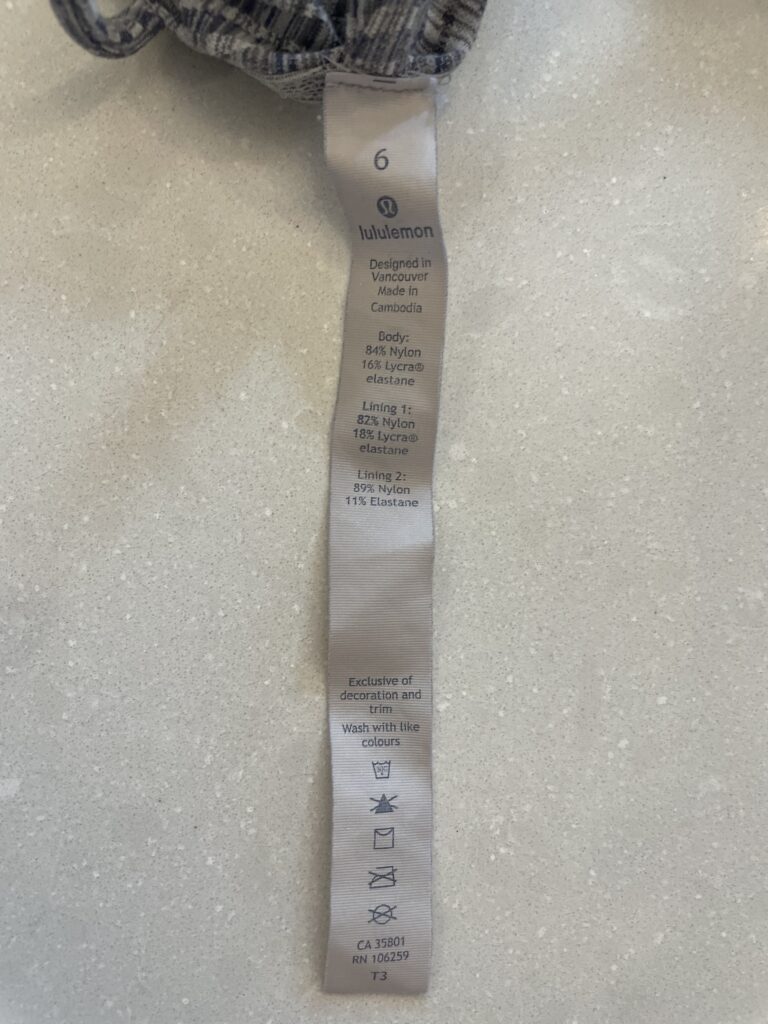 6
lululemon
Designed in
Vancouver
Made in
Cambodia
Body:
84% Nylon
16% Lycra®
elastane
Lining 1:
82% Nylon
18% Lycra®
elastane
Lining 2:
89% Nylon
11% Elastane
Exclusive of
decoration and
trim
Wash with like
colours
CA 35801
RN 106259
T3